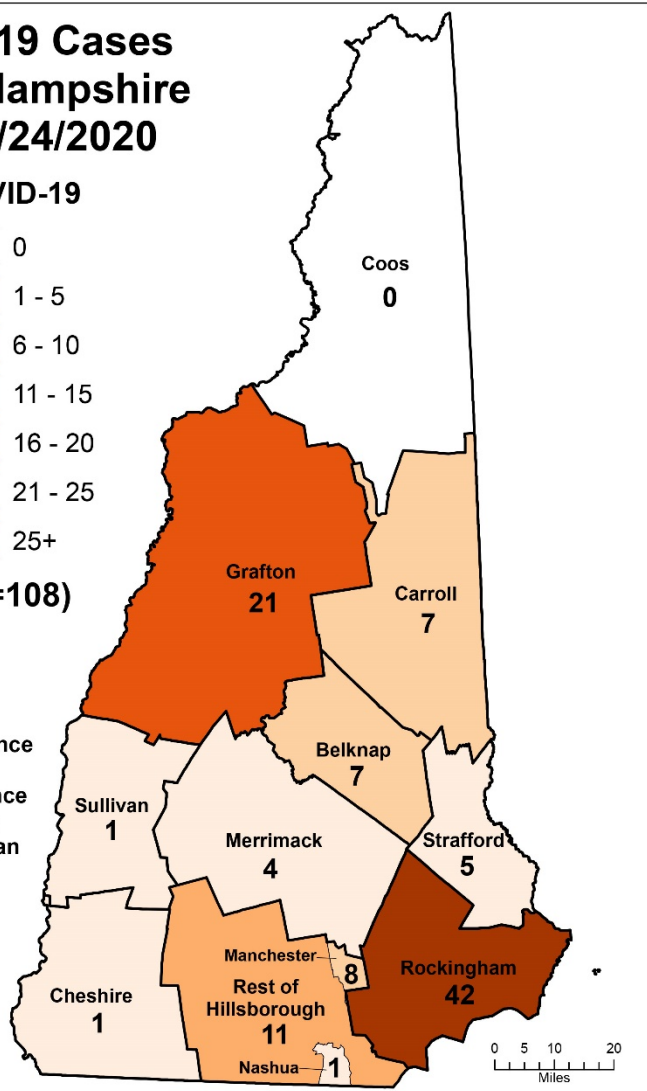 19 Cases
Hampshire
/24/2020
VID-19
0
1 - 5
6 - 10
11 - 15
16 - 20
21 - 25
25+
=108)
nce
nce
an
Coos
0
Grafton
21
Carroll
7
Belknap
7
Sullivan
1
Merrimack
4
Strafford
5
Manchester
8
Rockingham
42
Cheshire
1
Rest of
Hillsborough
11
Nashua
1
0 5 10 20
Miles